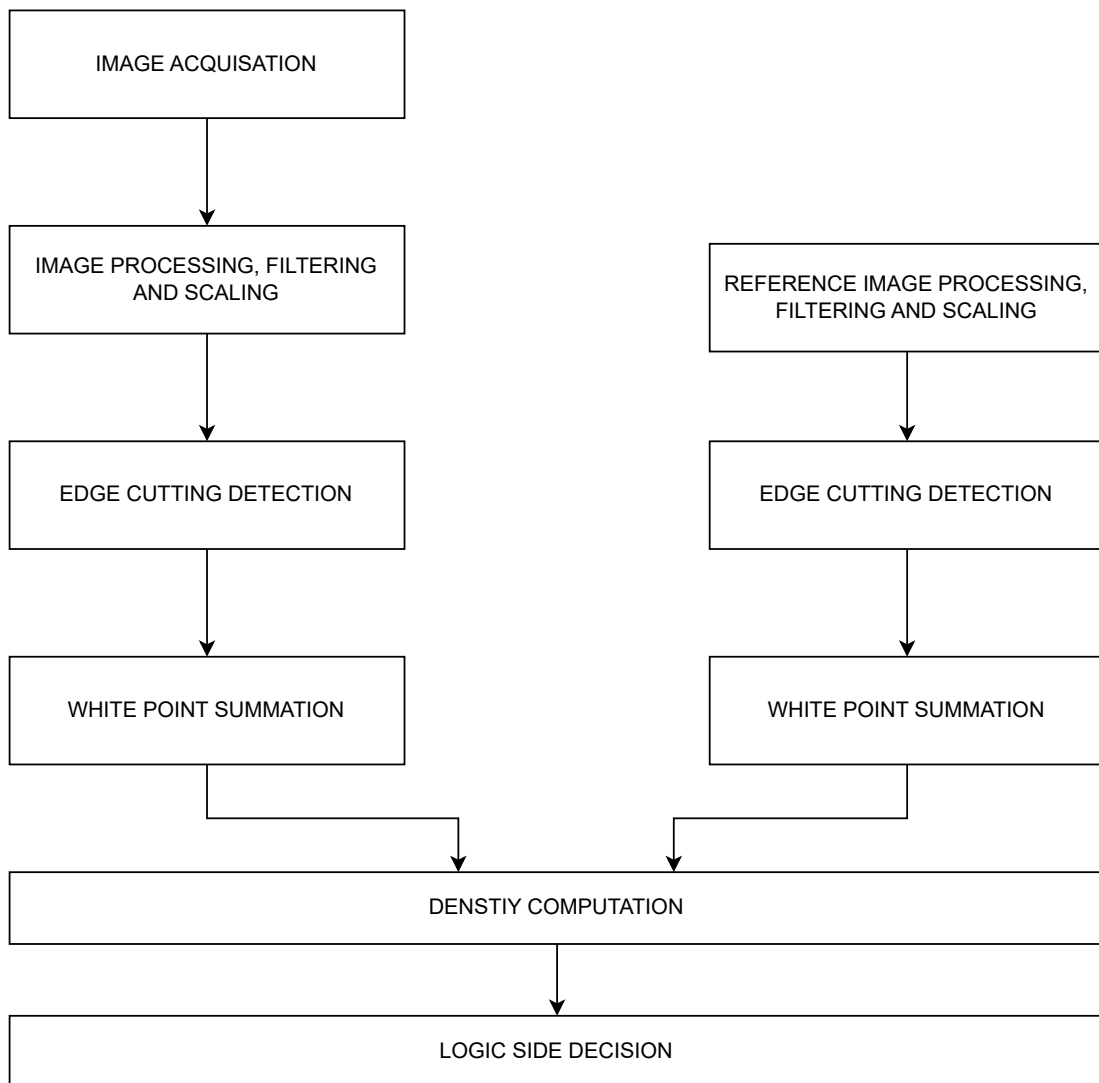 IMAGE ACQUISATION
IMAGE PROCESSING, FILTERING
AND SCALING
REFERENCE IMAGE PROCESSING,
FILTERING AND SCALING
EDGE CUTTING DETECTION
EDGE CUTTING DETECTION
WHITE POINT SUMMATION
WHITE POINT SUMMATION
DENSTIY COMPUTATION
LOGIC SIDE DECISION